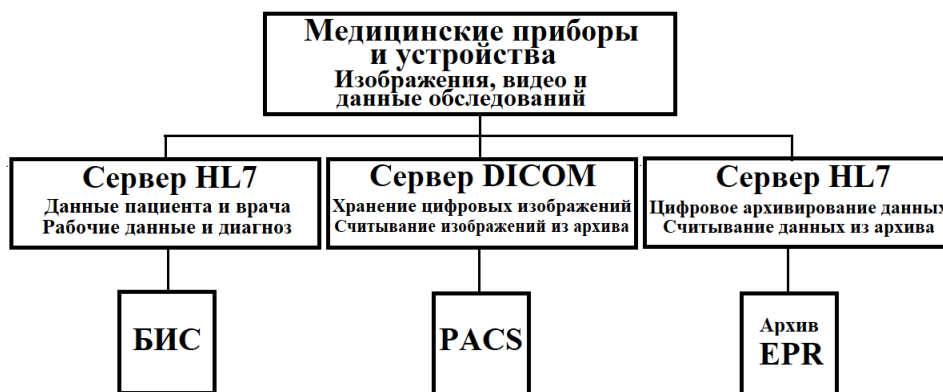 Медицинские приборы
и устройства
Изображения, видео и
данные обследований
Сервер HL7
Данные пациента и врача
Рабочие данные и диагноз
Сервер DICOM
Хранение цифровых изображений
Считывание изображений из архива
Сервер HL7
Цифровое архивирование данных
Считывание данных из архива
БИС
PACS
Архив
EPR